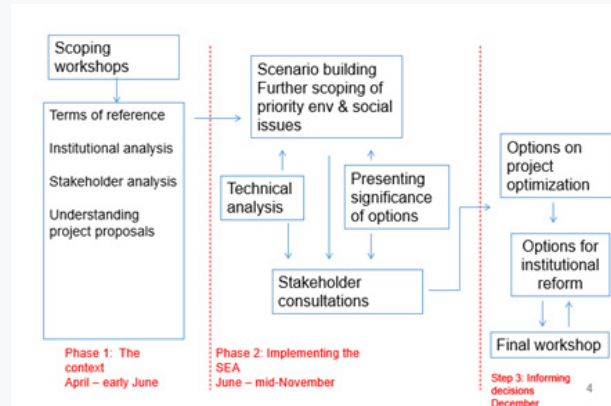 Scoping
workshops
Terms of reference
Institutional analysis
Stakeholder analysis
Understanding
project proposals
Phase 1: The
context
April – early June
Scenario building
Further scoping of
priority env & social
issues
Technical
analysis
Presenting
significance
of options
Stakeholder
consultations
Phase 2: Implementing the
SEA
June – mid-November
Options on
project
optimization
Options for
institutional
reform
Final workshop
Step 3: Informing
decisions
December
4